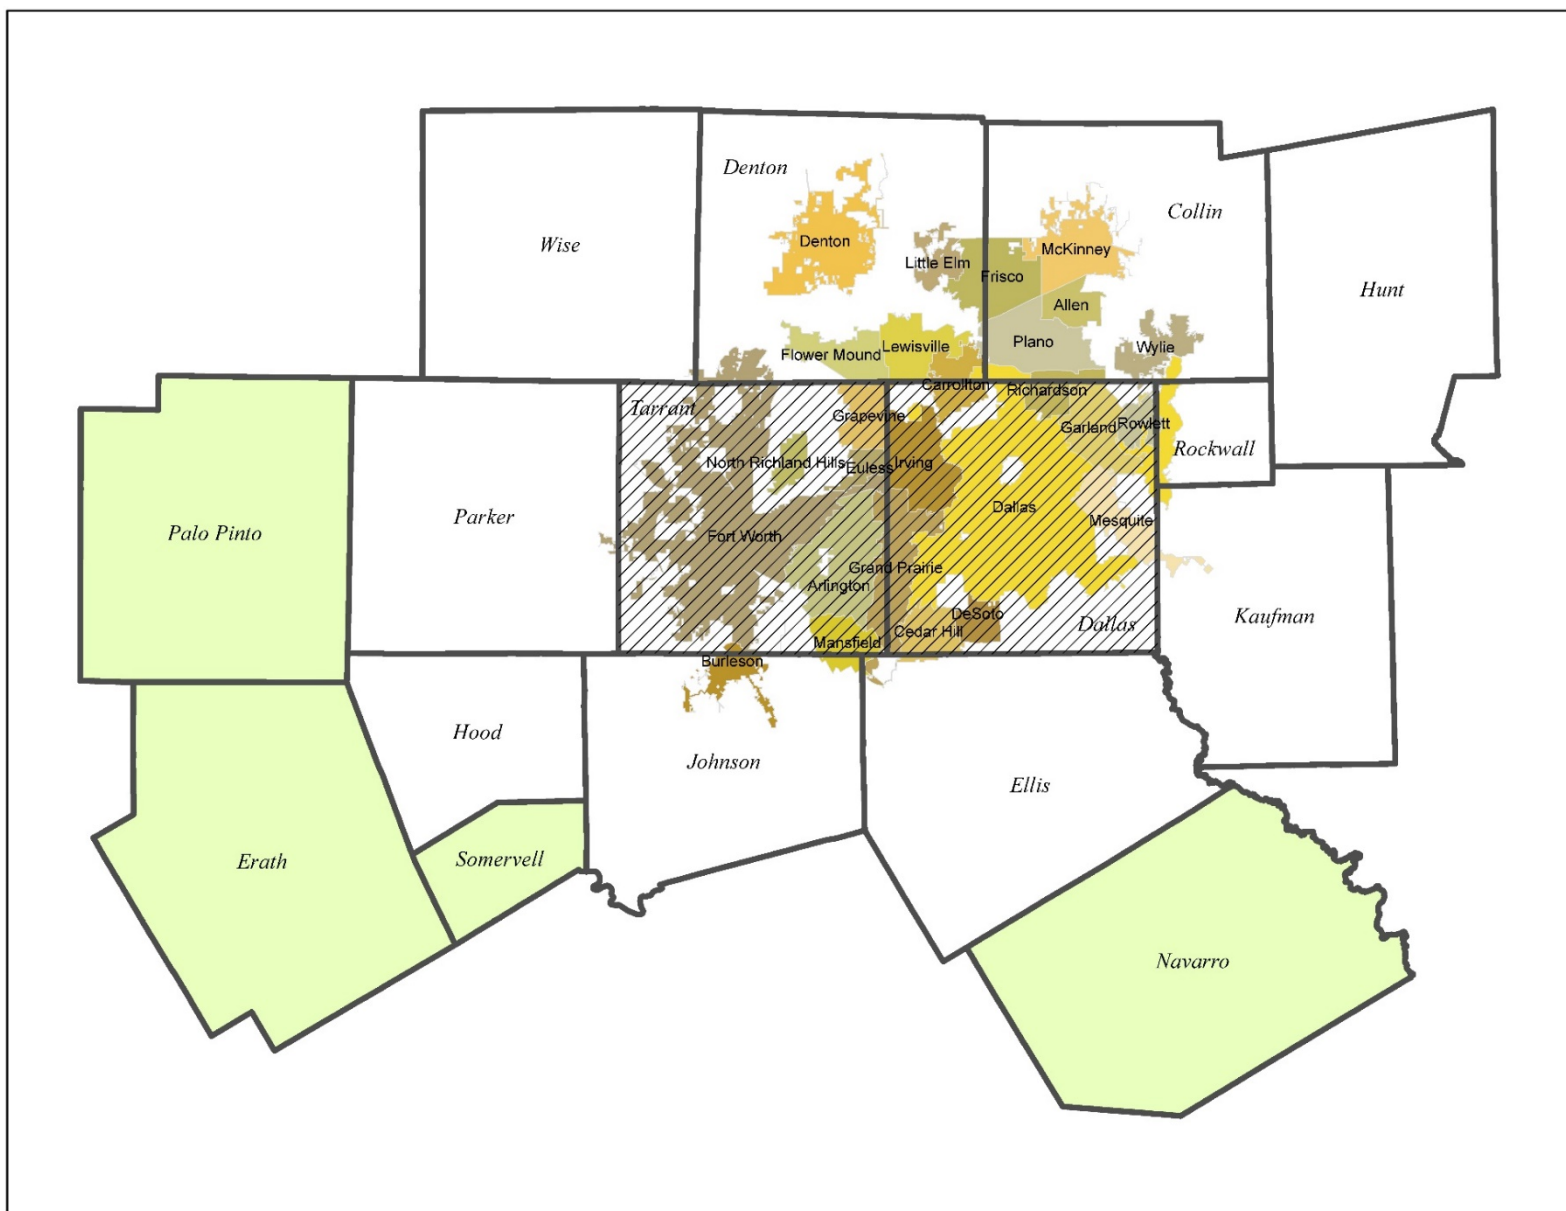 Denton
Collin
Wise
Denton
McKinney
Little Elm
Frisco
Hunt
Allen
Plano
Wylie
Lewisville
Flower Mound
Carrollton
Richardson
Tarrant
Grapevine
Garland
Rowlett
Rockwall
North Richland Hills
Euless
Irving
Parker
Dallas
Mesquite
Palo Pinto
Fort Worth
Grand Prairie
Arlington
DeSoto
Kaufman
Cedar Hill
Dallas
Mansfield
Burleson
Hood
Johnson
Ellis
Erath
Somervell
Navarro